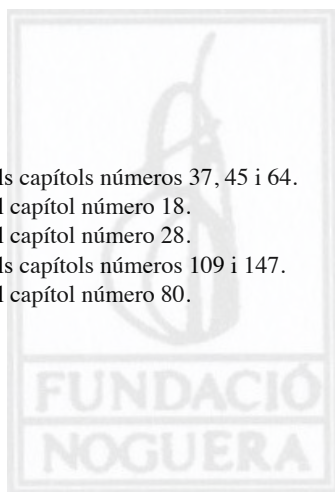 ls capítols números 37, 45 i 64.
l capítol número 18.
l capítol número 28.
ls capítols números 109 i 147.
l capítol número 80.
FUNDACIÓ
NOGUERA